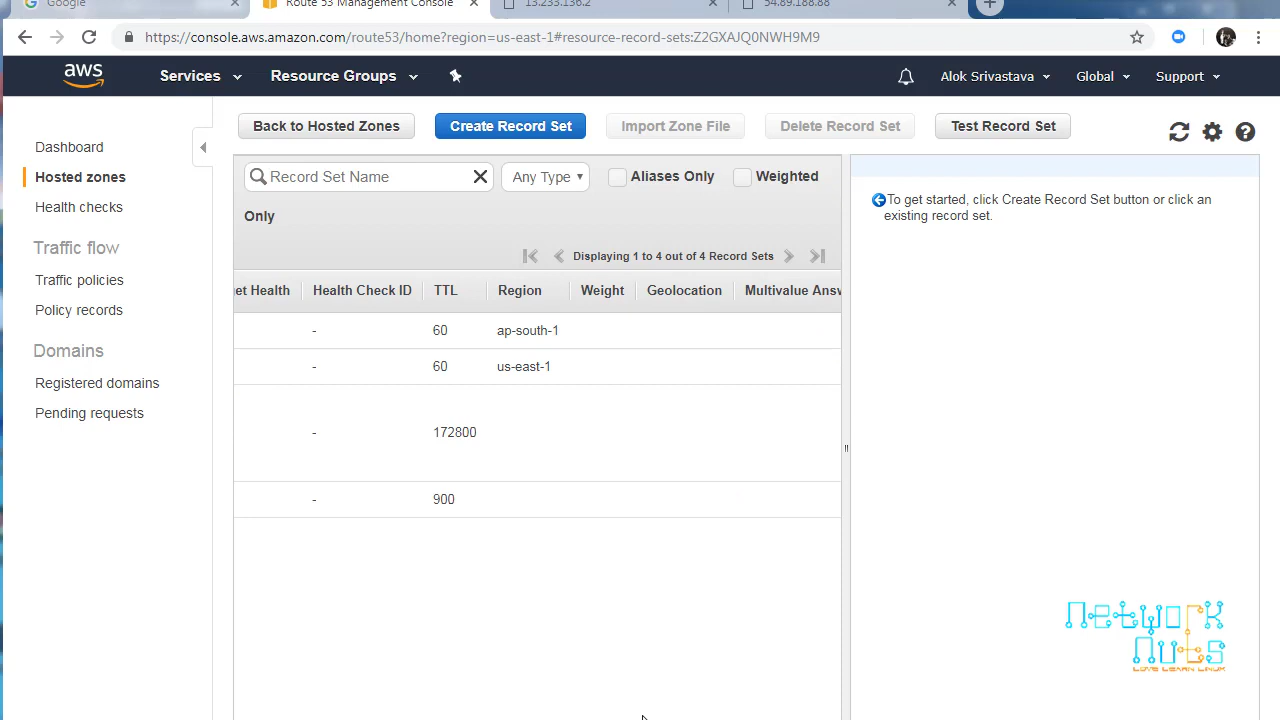 Google
Route 53 Management Console
13.233.136.2
54.89.188.88
https://console.aws.amazon.com/route53/home?region=us-east-1#resource-record-sets:Z2GXAJQ0NWH9M9
aws
Services
Resource Groups
Alok Srivastava
Global
Support
Dashboard
Hosted zones
Health checks
Traffic flow
Traffic policies
Policy records
Domains
Registered domains
Pending requests
Back to Hosted Zones
Create Record Set
Import Zone File
Delete Record Set
Test Record Set
Record Set Name
Any Type
Aliases Only
Weighted
Only
Displaying 1 to 4 out of 4 Record Sets
et Health
Health Check ID
TTL
Region
Weight
Geolocation
Multivalue Answ
- 60 ap-south-1
- 60 us-east-1
- 172800
- 900
To get started, click Create Record Set button or click an
existing record set.
Network
Nuts
LOVE LEARN LINUX